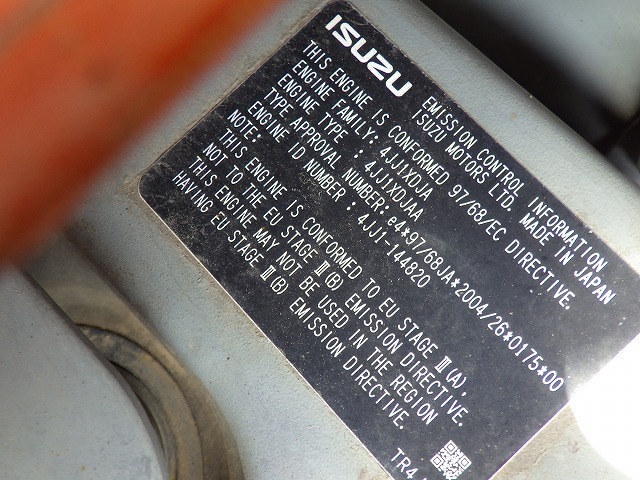 ISUZU
EMISSION CONTROL INFORMATION
ISUZU MOTORS LTD. MADE IN JAPAN
THIS ENGINE IS CONFORMED 97/68/EC DIRECTIVE.
ENGINE FAMILY: 4JJ1XDJA
ENGINE TYPE : 4JJ1XDJAA
TYPE APPROVAL NUMBER:e4*97/68JA*2004/26*0175*00
ENGINE ID NUMBER : 4JJ1-144820
NOTE:
THIS ENGINE IS CONFORMED TO EU STAGE Ⅲ(A),
NOT TO THE EU STAGE Ⅲ(B) EMISSION DIRECTIVE.
THIS ENGINE MAY NOT BE USED IN THE REGION
HAVING EU STAGE Ⅲ(B) EMISSION DIRECTIVE.
TR4